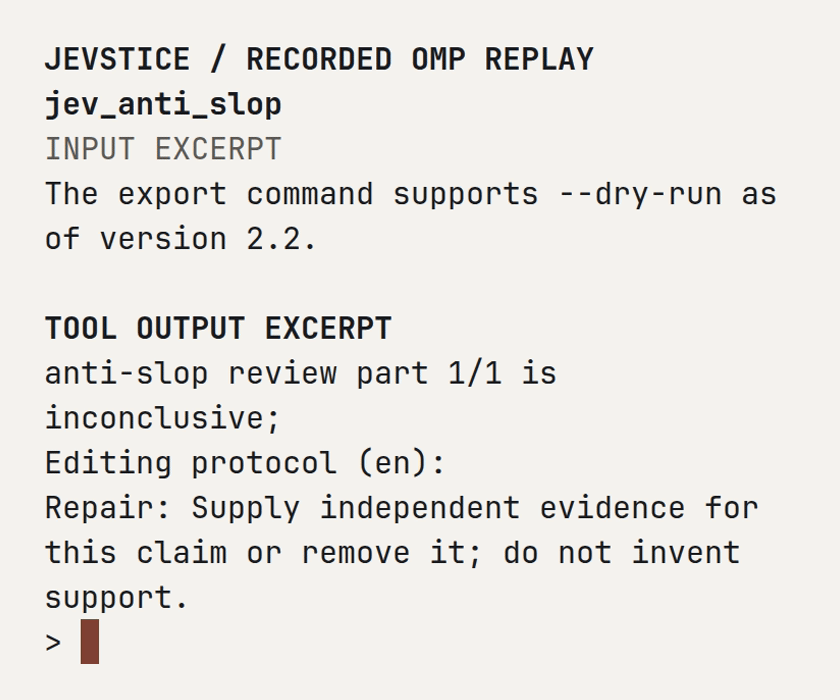 JEVSTICE / RECORDED OMP REPLAY
jev_anti_slop
INPUT EXCERPT
The export command supports --dry-run as
of version 2.2.
TOOL OUTPUT EXCERPT
anti-slop review part 1/1 is
inconclusive;
Editing protocol (en):
Repair: Supply independent evidence for
this claim or remove it; do not invent
support.
>